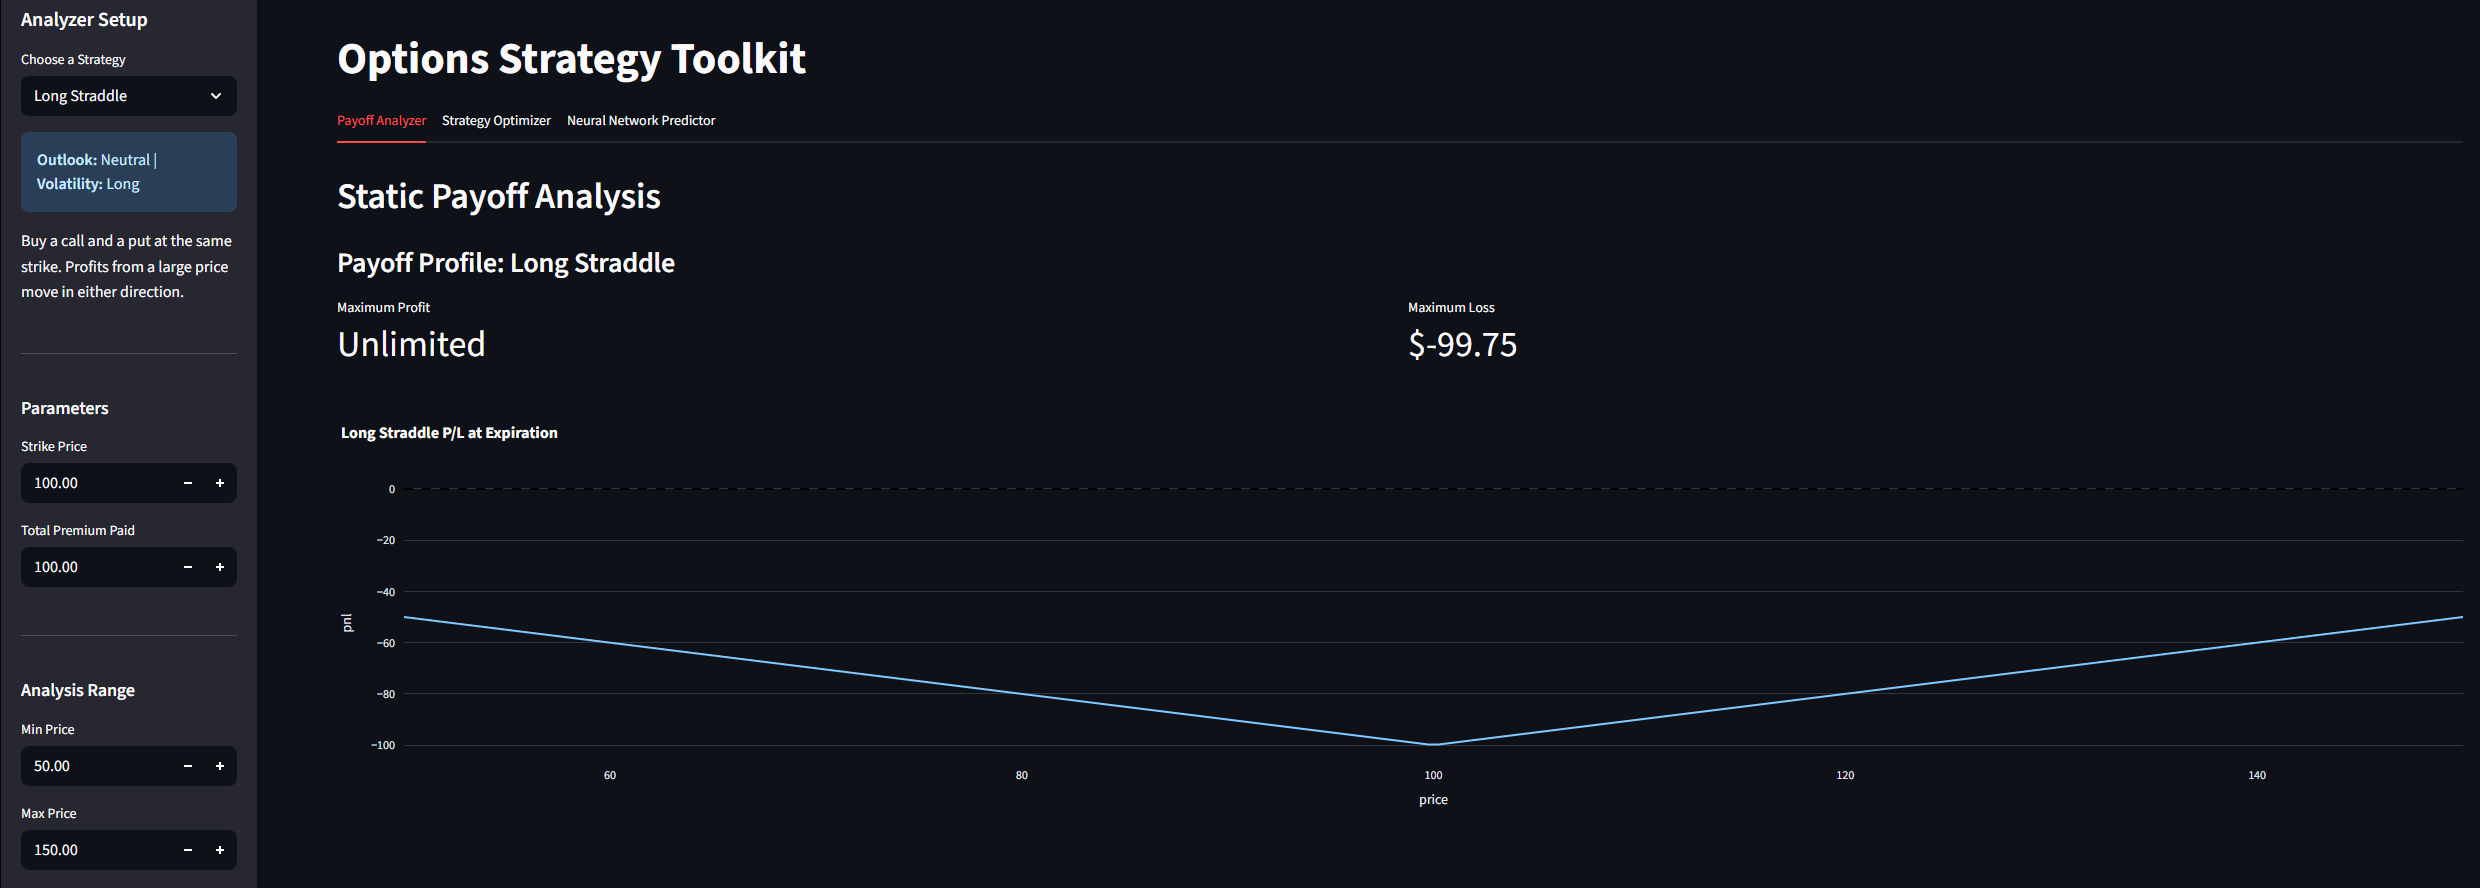 Analyzer Setup
Choose a Strategy
Long Straddle
Outlook: Neutral |
Volatility: Long
Buy a call and a put at the same
strike. Profits from a large price
move in either direction.
Parameters
Strike Price
100.00
Total Premium Paid
100.00
Analysis Range
Min Price
50.00
Max Price
150.00
Options Strategy Toolkit
Payoff Analyzer Strategy Optimizer Neural Network Predictor
Static Payoff Analysis
Payoff Profile: Long Straddle
Maximum Profit
Unlimited
Maximum Loss
$-99.75
Long Straddle P/L at Expiration
0
−20
−40
−60
−80
−100
pnl
60 80 100 120 140
price